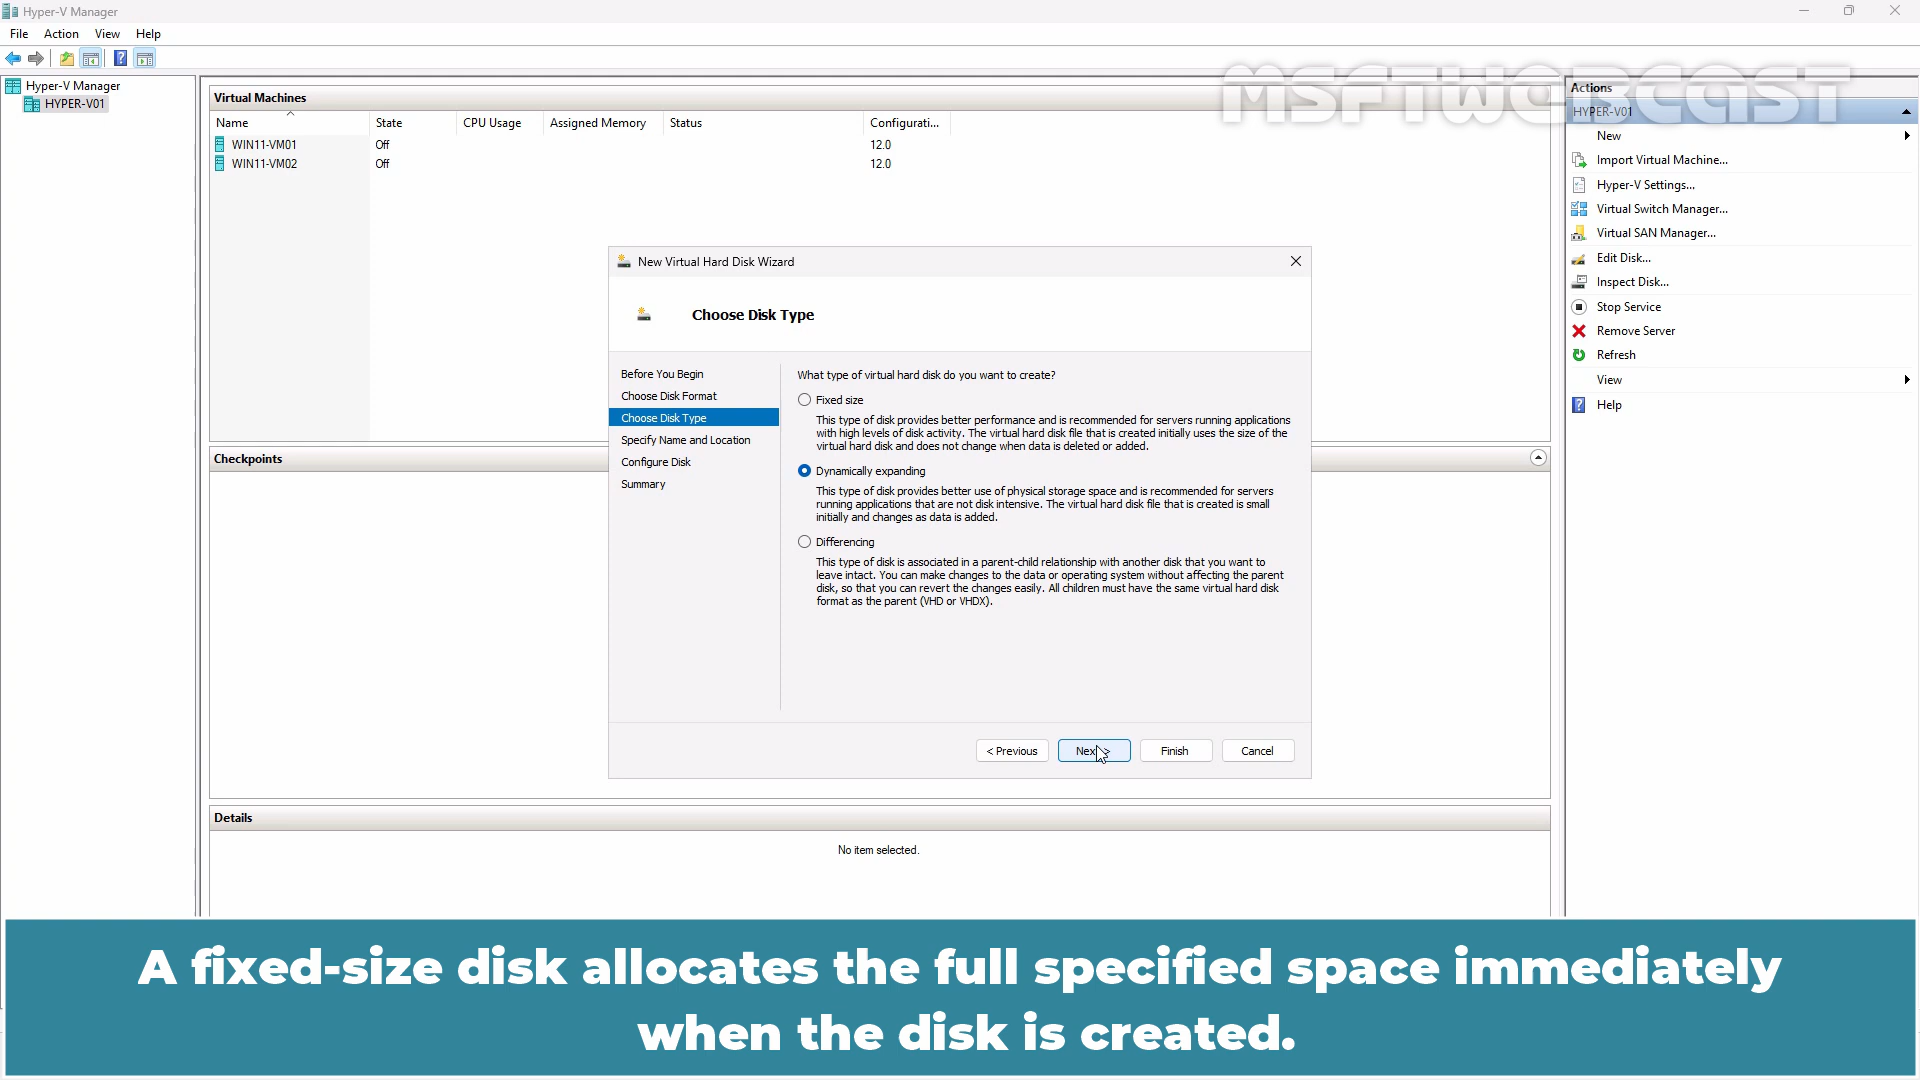 Hyper-V Manager
File Action View Help
Hyper-V Manager
HYPER-V01
Virtual Machines
Name State CPU Usage Assigned Memory Status Configurati...
WIN11-VM01 Off 12.0
WIN11-VM02 Off 12.0
Checkpoints
Details
No item selected.
New Virtual Hard Disk Wizard
Choose Disk Type
Before You Begin
Choose Disk Format
Choose Disk Type
Specify Name and Location
Configure Disk
Summary
What type of virtual hard disk do you want to create?
Fixed size
This type of disk provides better performance and is recommended for servers running applications
with high levels of disk activity. The virtual hard disk file that is created initially uses the size of the
virtual hard disk and does not change when data is deleted or added.
Dynamically expanding
This type of disk provides better use of physical storage space and is recommended for servers
running applications that are not disk intensive. The virtual hard disk file that is created is small
initially and changes as data is added.
Differencing
This type of disk is associated in a parent-child relationship with another disk that you want to
leave intact. You can make changes to the data or operating system without affecting the parent
disk, so that you can revert the changes easily. All children must have the same virtual hard disk
format as the parent (VHD or VHDX).
< Previous Next > Finish Cancel
MSFTWEBCAST
Actions
HYPER-V01
New
Import Virtual Machine...
Hyper-V Settings...
Virtual Switch Manager...
Virtual SAN Manager...
Edit Disk...
Inspect Disk...
Stop Service
Remove Server
Refresh
View
Help
A fixed-size disk allocates the full specified space immediately
when the disk is created.